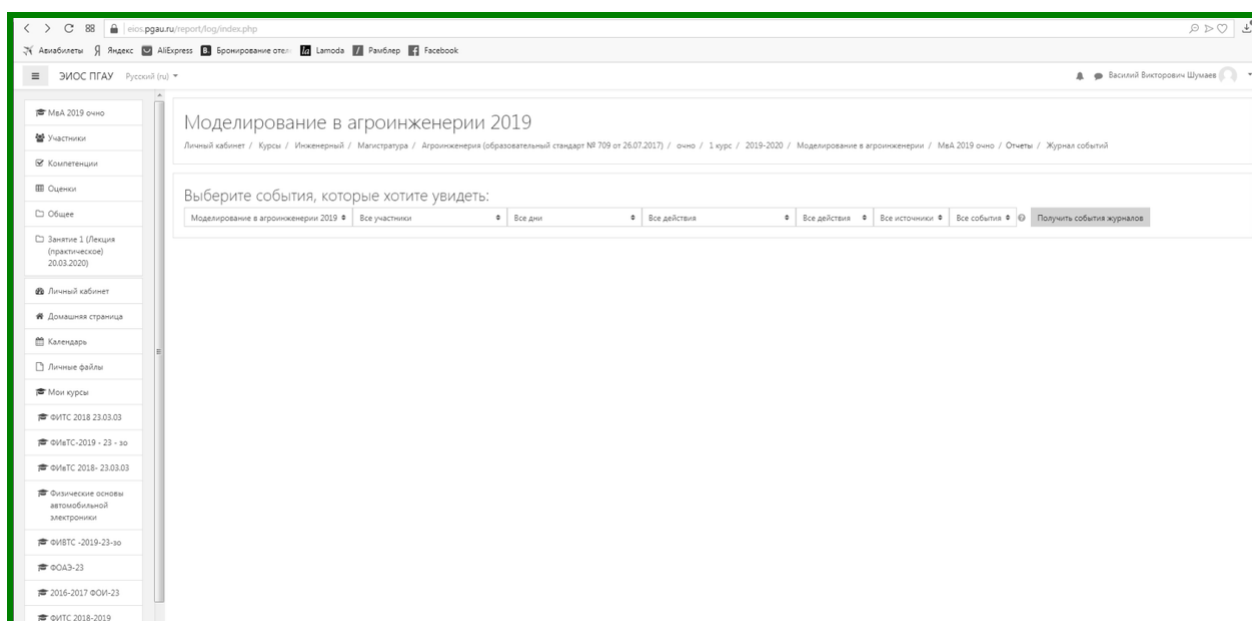 eios.pgau.ru/report/log/index.php
Авиабилеты Яндекс AliExpress Бронирование отел Lamoda Рамблер Facebook
ЭИОС ПГАУ Русский (ru)
Василий Викторович Шумаев
МвА 2019 очно
Участники
Компетенции
Оценки
Общее
Занятие 1 (Лекция
(практическое)
20.03.2020)
Личный кабинет
Домашняя страница
Календарь
Личные файлы
Мои курсы
ФИТС 2018 23.03.03
ФИвТС-2019 - 23 - зо
ФИвТС 2018- 23.03.03
Физические основы
автомобильной
электроники
ФИВТС -2019-23-зо
ФОАЭ-23
2016-2017 ФОИ-23
ФИТС 2018-2019
Моделирование в агроинженерии 2019
Личный кабинет / Курсы / Инженерный / Магистратура / Агроинженерия (образовательный стандарт № 709 от 26.07.2017) / очно / 1 курс / 2019-2020 / Моделирование в агроинженерии / МвА 2019 очно / Отчеты / Журнал событий
Выберите события, которые хотите увидеть:
Моделирование в агроинженерии 2019 Все участники Все дни Все действия Все действия Все источники Все события Получить события журналов